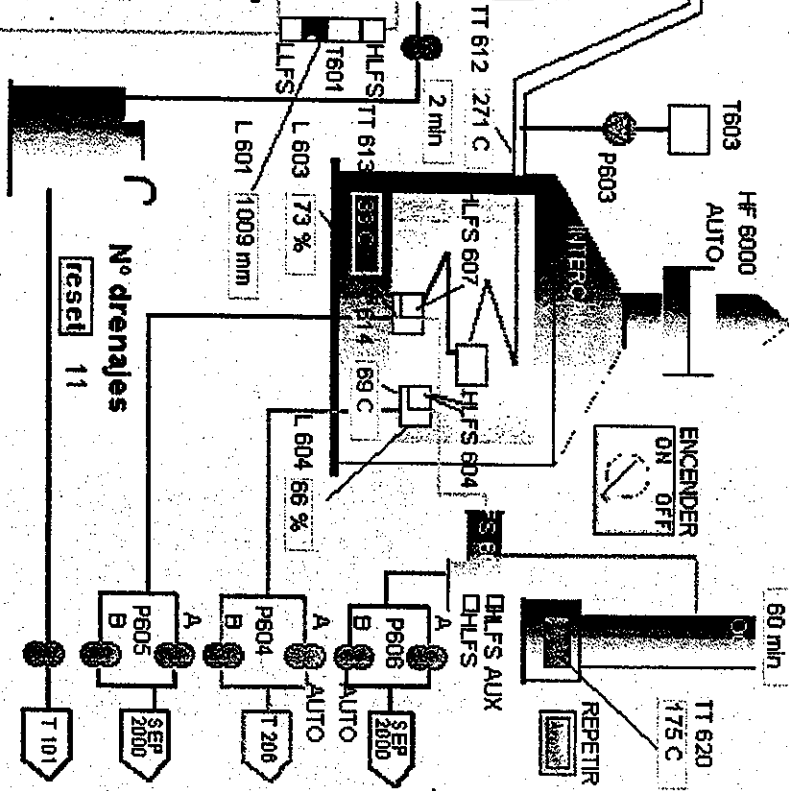 60 min
TT 620
175 C
REPETIR
HF 6000
AUTO
ENCENDER
ON OFF
HLFS AUX
HLFS
T603
P603
INTERC
A
P606
B
AUTO
SEP
2000
TT 612
271 C
2 min
HLFS 607
HLFS 604
TT 613
69 C
L 604
66 %
A
P604
B
AUTO
T 206
HLFS
T601
LLFS
L 603
73 %
L 601
1009 mm
A
P605
B
SEP
2000
Nº drenajes
reset
11
T 101